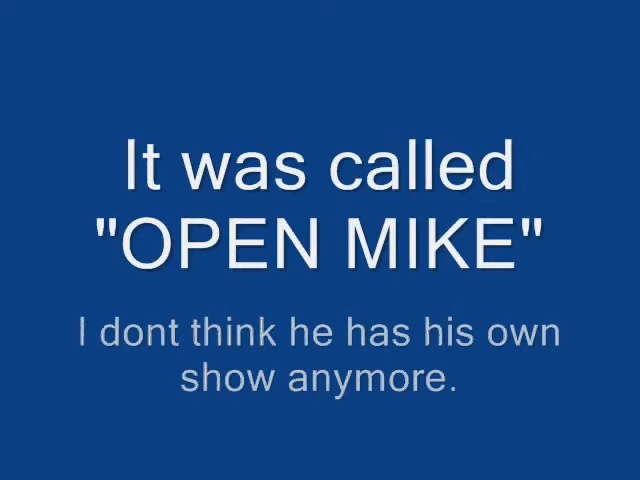 It was called
"OPEN MIKE"
I dont think he has his own
show anymore.